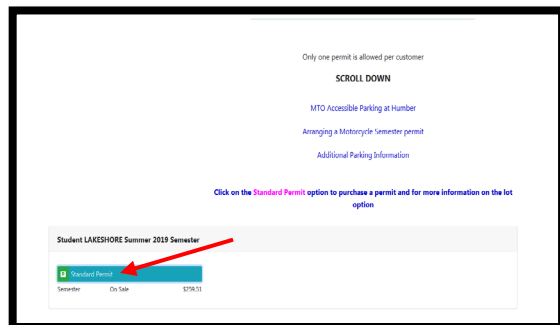 Only one permit is allowed per customer
SCROLL DOWN
MTO Accessible Parking at Humber
Arranging a Motorcycle Semester permit
Additional Parking Information
Click on the Standard Permit option to purchase a permit and for more information on the lot
option
Student LAKESHORE Summer 2019 Semester
P Standard Permit
Semester On Sale $259.51